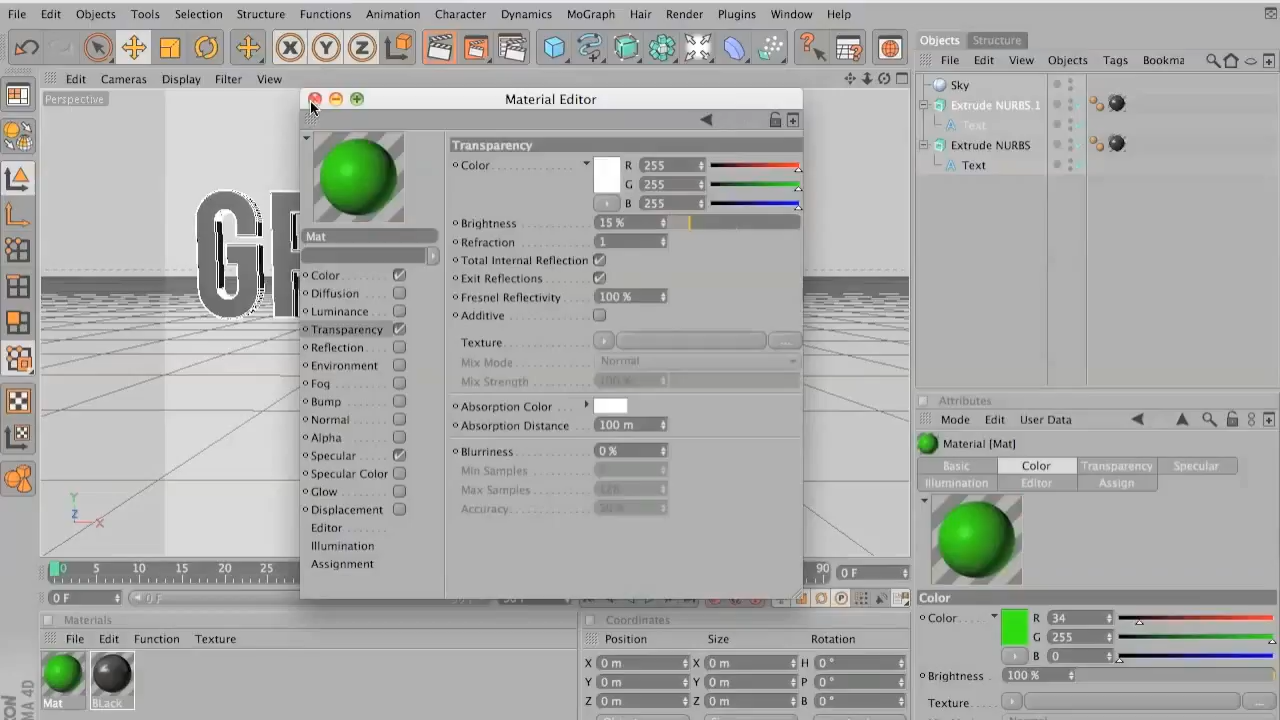 File Edit Objects Tools Selection Structure Functions Animation Character Dynamics MoGraph Hair Render Plugins Window Help
Objects Structure
File Edit View Objects Tags Bookma
Edit Cameras Display Filter View
Perspective
Sky
Extrude NURBS.1
Text
Extrude NURBS
Text
Material Editor
Mat
Color
Diffusion
Luminance
Transparency
Reflection
Environment
Fog
Bump
Normal
Alpha
Specular
Specular Color
Glow
Displacement
Editor
Illumination
Assignment
Transparency
Color R 255
G 255
B 255
Brightness 15 %
Refraction 1
Total Internal Reflection
Exit Reflections
Fresnel Reflectivity 100 %
Additive
Texture ...
Mix Mode Normal
Mix Strength
Absorption Color
Absorption Distance 100 m
Blurriness 0 %
Min Samples
Max Samples
Accuracy
Attributes
Mode Edit User Data
Material [Mat]
Basic Color Transparency Specular
Illumination Editor Assign
Color
Color R 34
G 255
B 0
Brightness 100 %
Texture ...
0 5 10 15 20 25 90 0 F
0 F 0 F
Materials
File Edit Function Texture
Mat BLack
Coordinates
Position Size Rotation
X 0 m X 0 m H 0 °
Y 0 m Y 0 m P 0 °
Z 0 m Z 0 m B 0 °